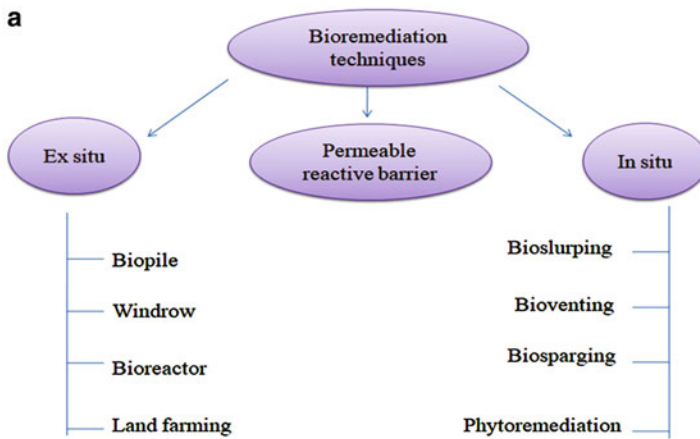 a
Bioremediation
techniques
Ex situ
Permeable
reactive barrier
In situ
Biopile
Windrow
Bioreactor
Land farming
Bioslurping
Bioventing
Biosparging
Phytoremediation